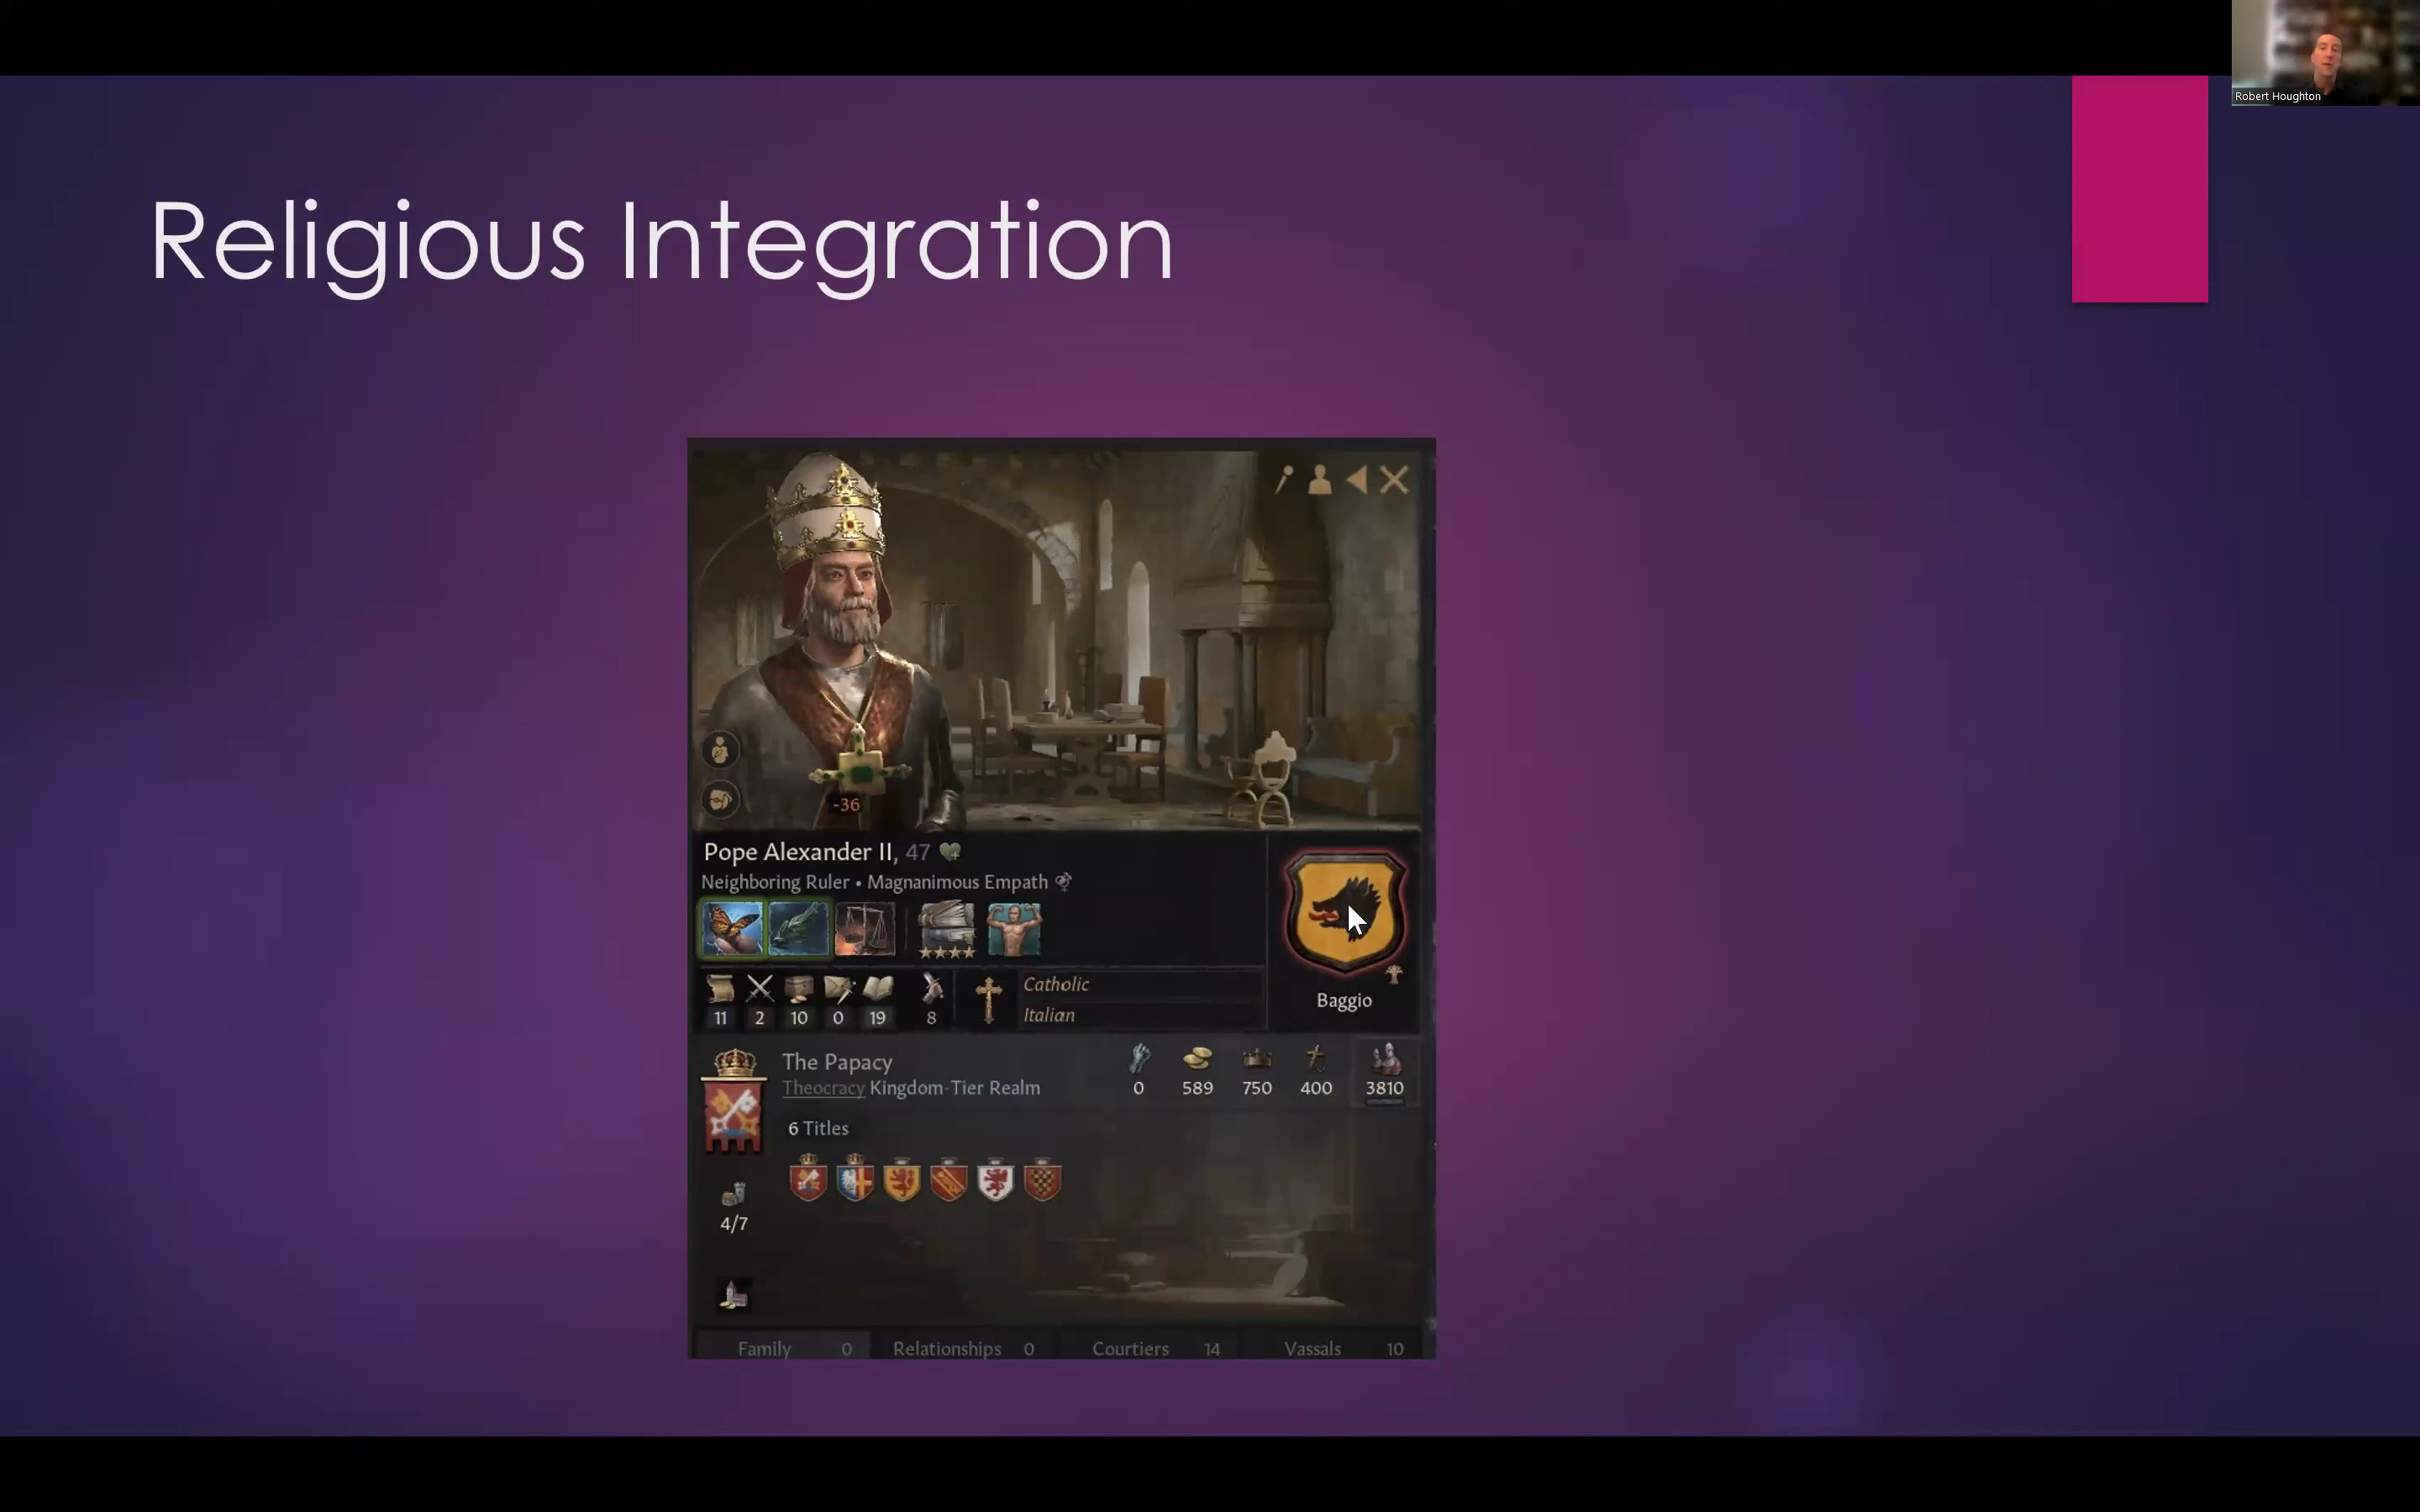 Robert Houghton
Religious Integration
-36
Pope Alexander II, 47
Neighboring Ruler • Magnanimous Empath
11 2 10 0 19 8
Catholic
Italian
Baggio
The Papacy
Theocracy Kingdom-Tier Realm
0 589 750 400 3810
6 Titles
4/7
Family 0 Relationships 0 Courtiers 14 Vassals 10